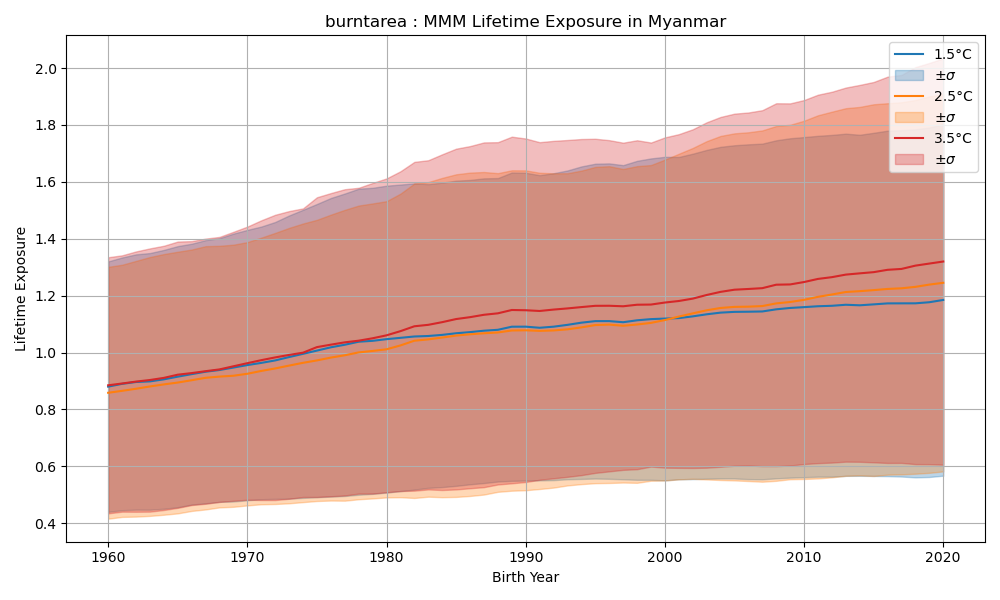 burntarea : MMM Lifetime Exposure in Myanmar
1.5°C
±σ
2.5°C
±σ
3.5°C
±σ
2.0
1.8
1.6
1.4
1.2
1.0
0.8
0.6
0.4
Lifetime Exposure
1960 1970 1980 1990 2000 2010 2020
Birth Year